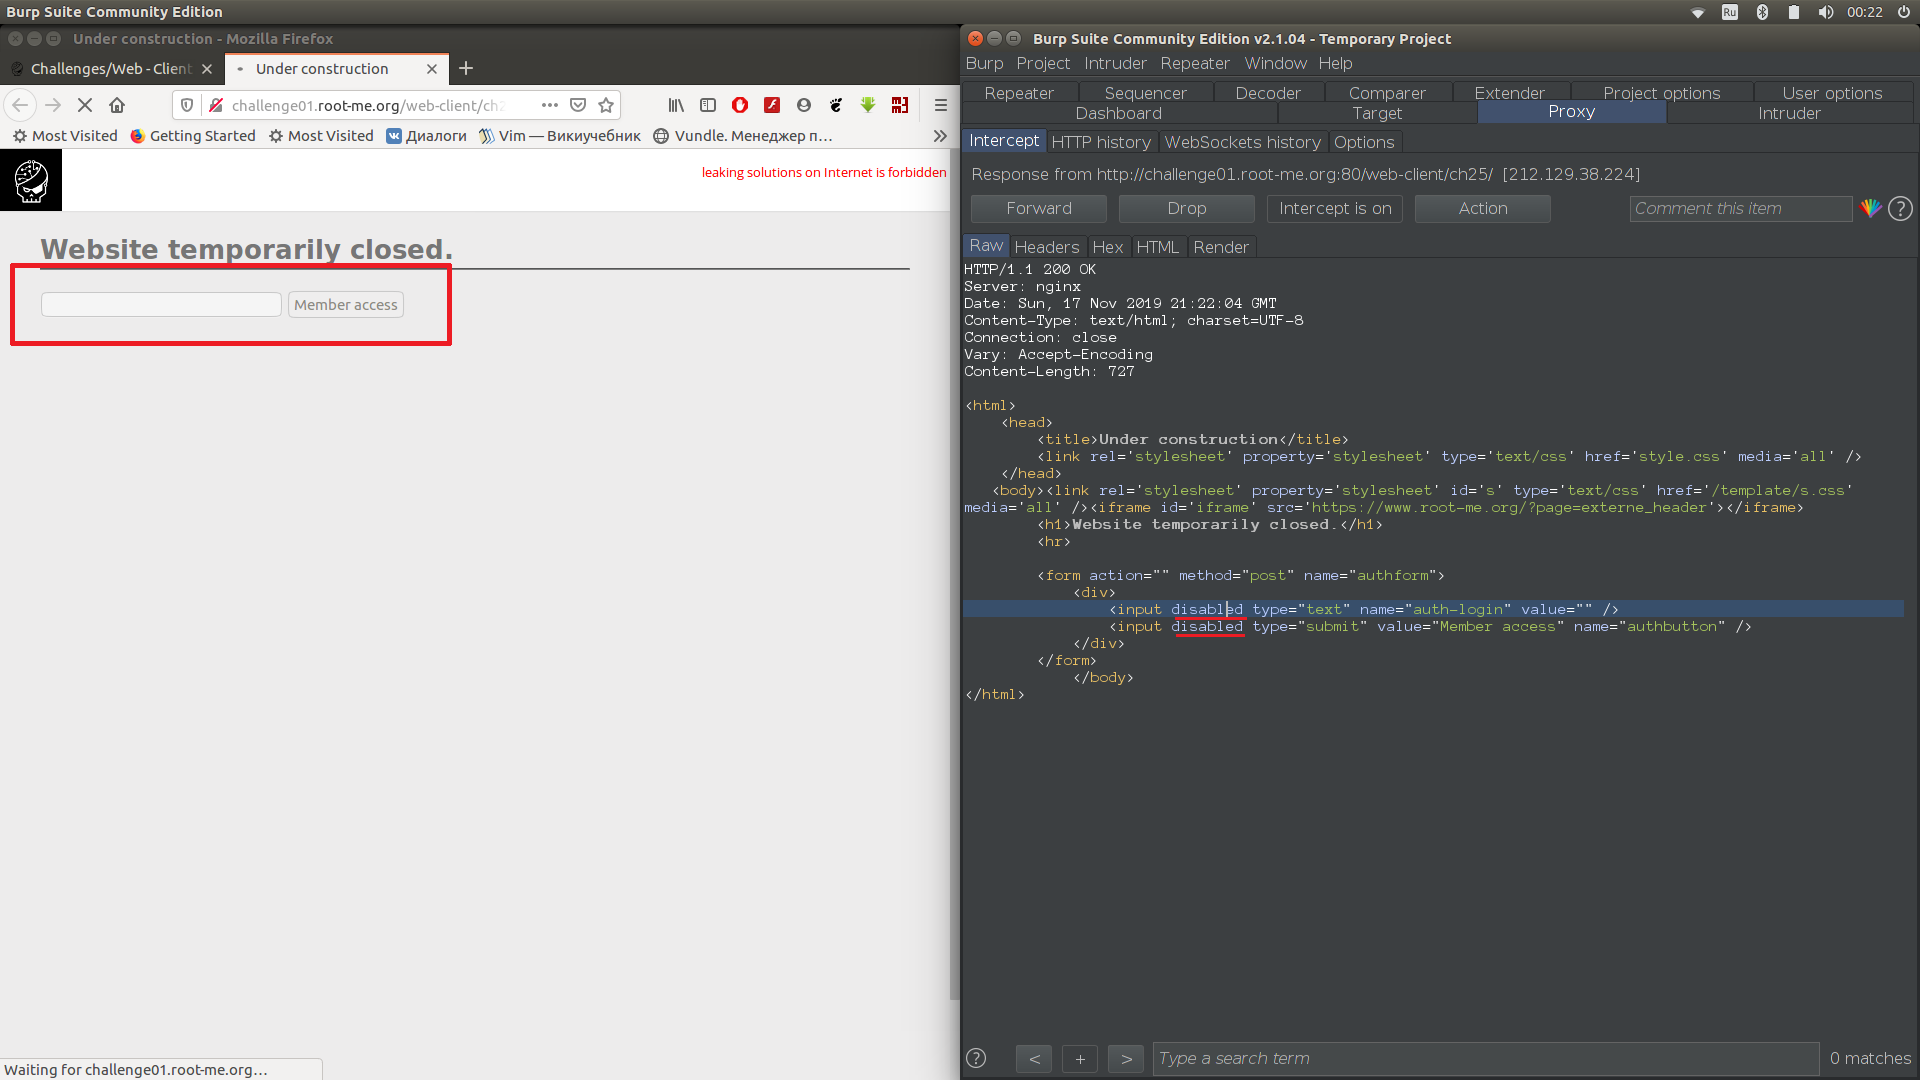 Burp Suite Community Edition
Ru
00:22
Under construction - Mozilla Firefox
Challenges/Web - Client
Under construction
challenge01.root-me.org/web-client/ch2
Most Visited
Getting Started
Most Visited
Диалоги
Vim — Викиучебник
Vundle. Менеджер п…
leaking solutions on Internet is forbidden
Website temporarily closed.
Member access
Waiting for challenge01.root-me.org…
Burp Suite Community Edition v2.1.04 - Temporary Project
Burp Project Intruder Repeater Window Help
Repeater Sequencer Decoder Comparer Extender Project options User options
Dashboard Target Proxy Intruder
Intercept HTTP history WebSockets history Options
Response from http://challenge01.root-me.org:80/web-client/ch25/ [212.129.38.224]
Forward Drop Intercept is on Action Comment this item ?
Raw Headers Hex HTML Render
HTTP/1.1 200 OK
Server: nginx
Date: Sun, 17 Nov 2019 21:22:04 GMT
Content-Type: text/html; charset=UTF-8
Connection: close
Vary: Accept-Encoding
Content-Length: 727
<html>
<head>
<title>Under construction</title>
<link rel='stylesheet' property='stylesheet' type='text/css' href='style.css' media='all' />
</head>
<body><link rel='stylesheet' property='stylesheet' id='s' type='text/css' href='/template/s.css'
media='all' /><iframe id='iframe' src='https://www.root-me.org/?page=externe_header'></iframe>
<h1>Website temporarily closed.</h1>
<hr>
<form action="" method="post" name="authform">
<div>
<input disabled type="text" name="auth-login" value="" />
<input disabled type="submit" value="Member access" name="authbutton" />
</div>
</form>
</body>
</html>
? < + > Type a search term 0 matches